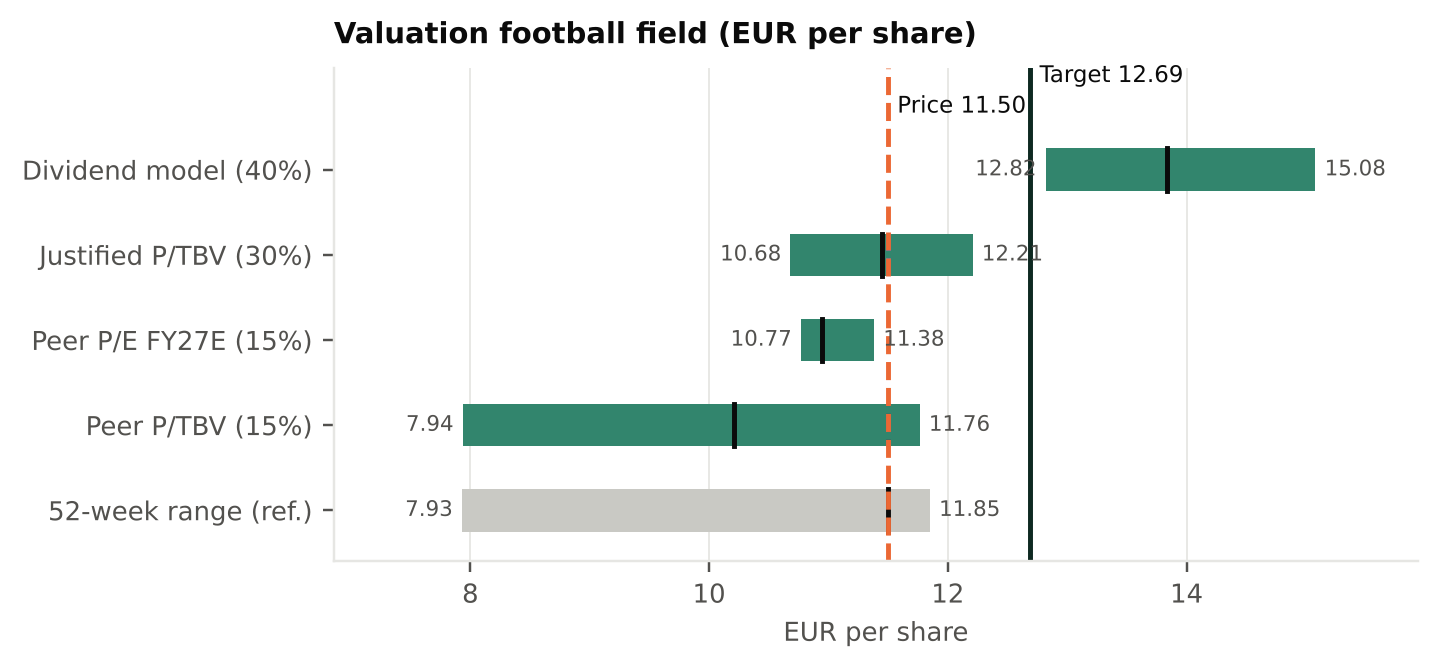 Valuation football field (EUR per share)
Target 12.69
Price 11.50
Dividend model (40%)
12.82
15.08
Justified P/TBV (30%)
10.68
12.21
Peer P/E FY27E (15%)
10.77
11.38
Peer P/TBV (15%)
7.94
11.76
52-week range (ref.)
7.93
11.85
8
10
12
14
EUR per share